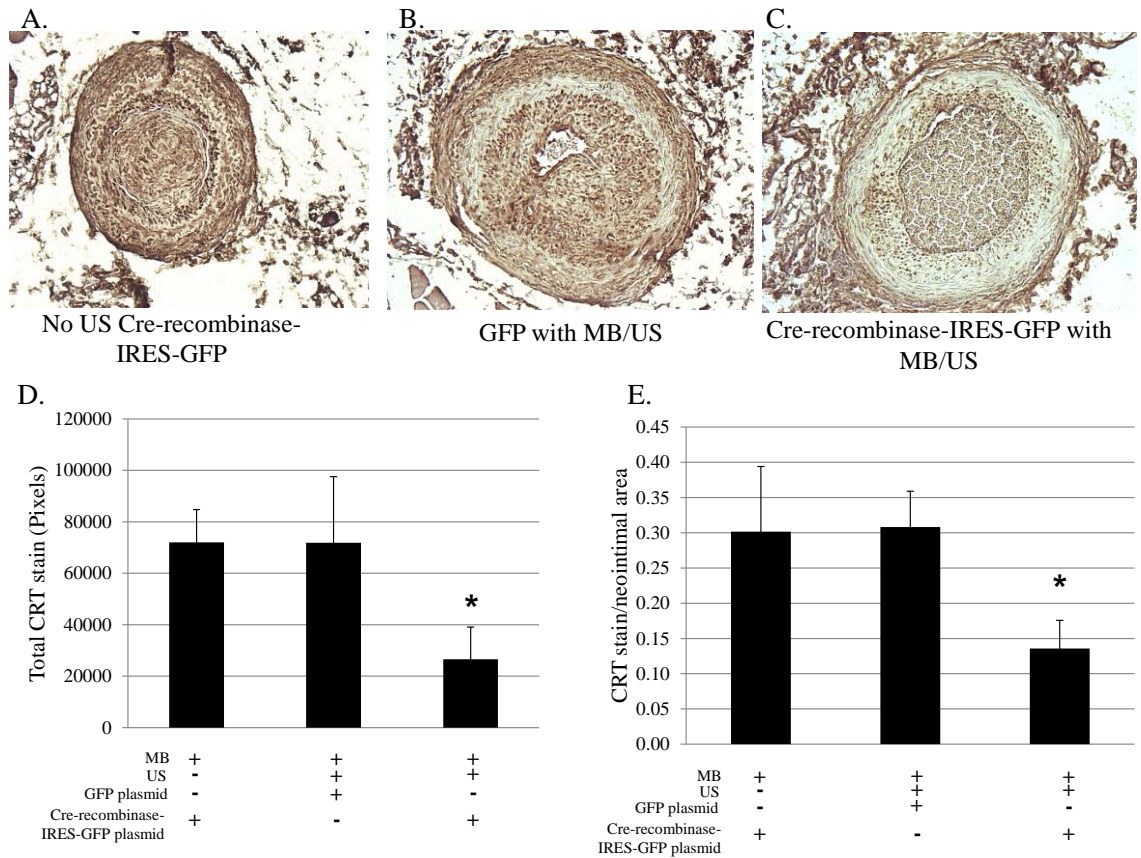 A.
B.
C.
No US Cre-recombinase-
IRES-GFP
GFP with MB/US
Cre-recombinase-IRES-GFP with
MB/US
D.
Total CRT stain (Pixels)
120000
100000
80000
60000
40000
20000
0
*
MB + + +
US - + +
GFP plasmid - + -
Cre-recombinase-
IRES-GFP plasmid + - +
E.
CRT stain/neointimal area
0.45
0.40
0.35
0.30
0.25
0.20
0.15
0.10
0.05
0.00
*
MB + + +
US - + +
GFP plasmid - + -
Cre-recombinase-
IRES-GFP plasmid + - +